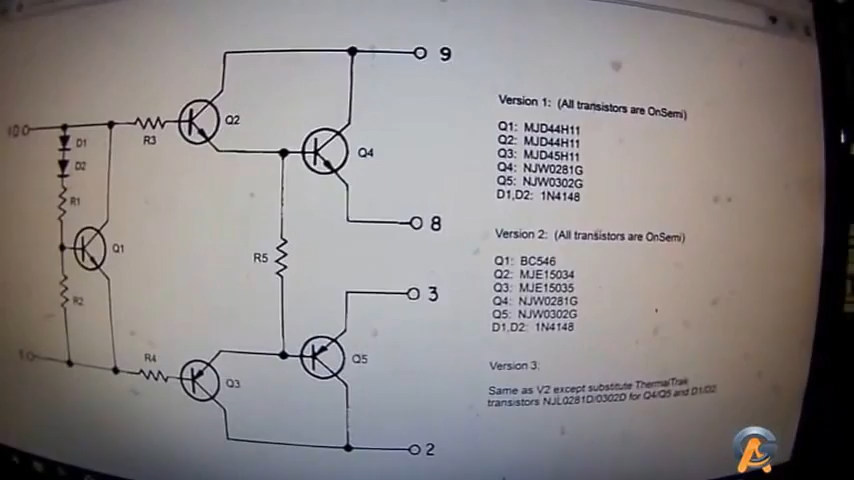 9
Q2
10
D1
R3
D2
Q4
R1
8
Q1
R5
R2
3
R4
Q5
Q3
2
Version 1: (All transistors are OnSemi)
Q1: MJD44H11
Q2: MJD44H11
Q3: MJD45H11
Q4: NJW0281G
Q5: NJW0302G
D1,D2: 1N4148
Version 2: (All transistors are OnSemi)
Q1: BC546
Q2: MJE15034
Q3: MJE15035
Q4: NJW0281G
Q5: NJW0302G
D1,D2: 1N4148
Version 3:
Same as V2 except substitute ThermalTrak
transistors NJL0281D/0302D for Q4/Q5 and D1/D2